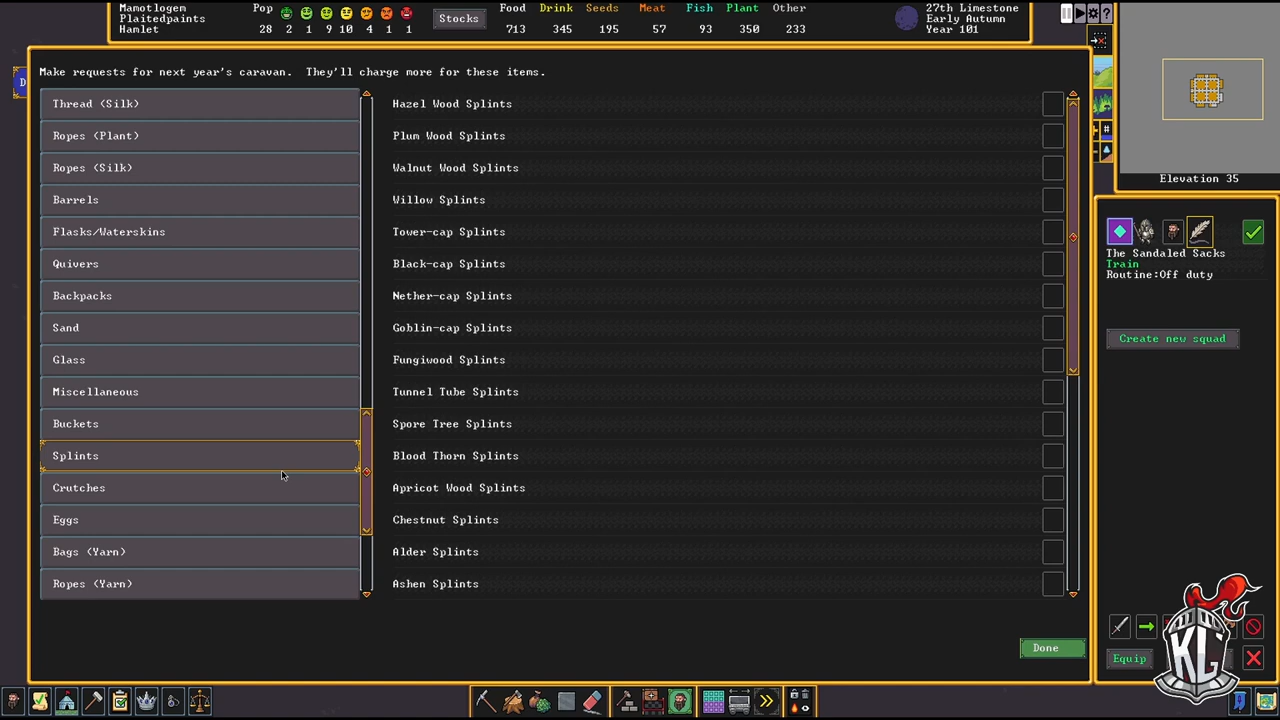 Mamotlogem
Plaitedpaints
Hamlet
Pop
28 2 1 9 10 4 1 1
Stocks
Food Drink Seeds Meat Fish Plant Other
713 345 195 57 93 350 233
27th Limestone
Early Autumn
Year 101
Make requests for next year's caravan. They'll charge more for these items.
Thread (Silk)
Ropes (Plant)
Ropes (Silk)
Barrels
Flasks/Waterskins
Quivers
Backpacks
Sand
Glass
Miscellaneous
Buckets
Splints
Crutches
Eggs
Bags (Yarn)
Ropes (Yarn)
Hazel Wood Splints
Plum Wood Splints
Walnut Wood Splints
Willow Splints
Tower-cap Splints
Black-cap Splints
Nether-cap Splints
Goblin-cap Splints
Fungiwood Splints
Tunnel Tube Splints
Spore Tree Splints
Blood Thorn Splints
Apricot Wood Splints
Chestnut Splints
Alder Splints
Ashen Splints
Done
Elevation 35
The Sandaled Sacks
Train
Routine:Off duty
Create new squad
Equip
KG